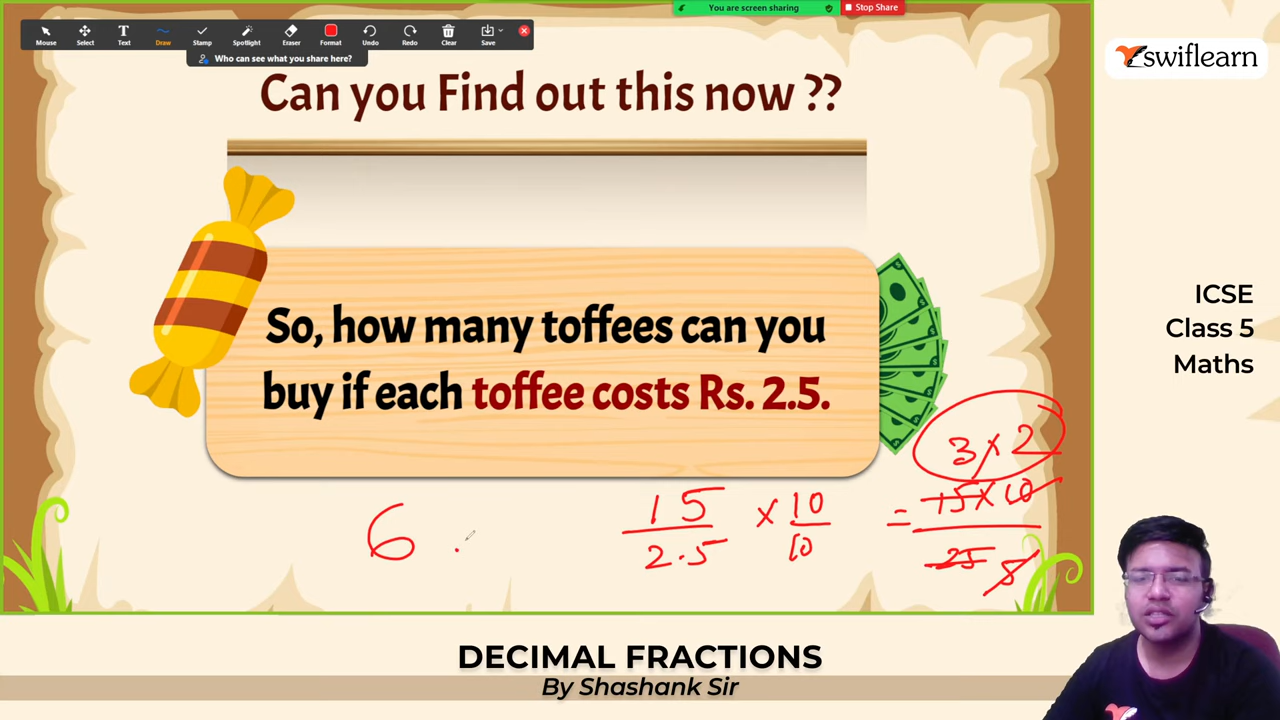 You are screen sharing
Stop Share
Mouse
Select
Text
Draw
Stamp
Spotlight
Eraser
Format
Undo
Redo
Clear
Save
Who can see what you share here?
swiflearn
Can you Find out this now ??
So, how many toffees can you
buy if each toffee costs Rs. 2.5.
ICSE
Class 5
Maths
3 × 2
6 .
15 × 10 = 15 × 10
2.5 10 25 5
DECIMAL FRACTIONS
By Shashank Sir